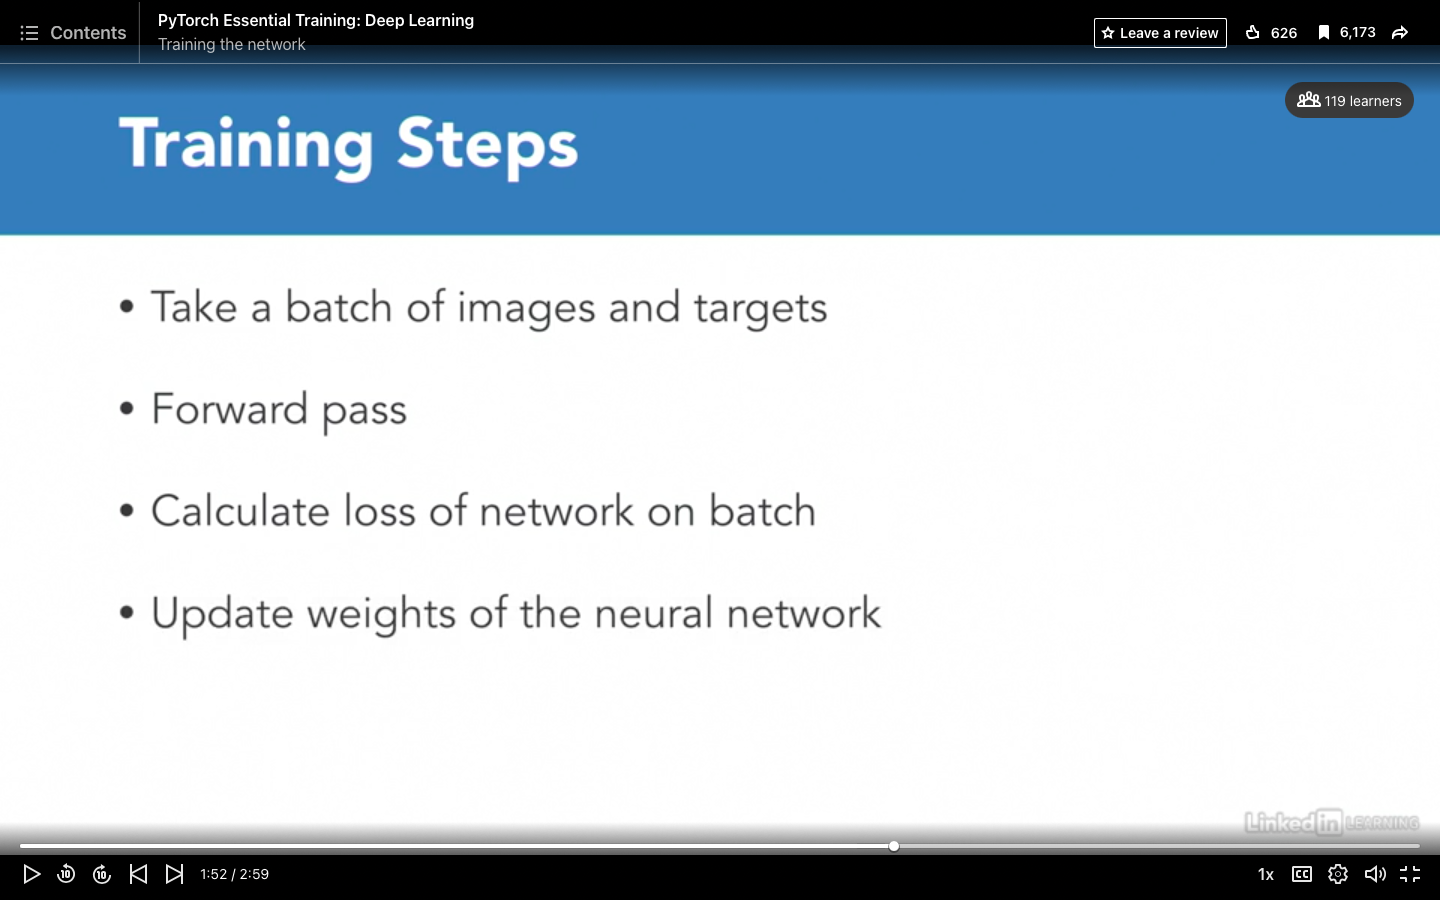 Contents
PyTorch Essential Training: Deep Learning
Training the network
Leave a review
626
6,173
119 learners
Training Steps
• Take a batch of images and targets
• Forward pass
• Calculate loss of network on batch
• Update weights of the neural network
LinkedIn LEARNING
10
10
1:52 / 2:59
1x
CC